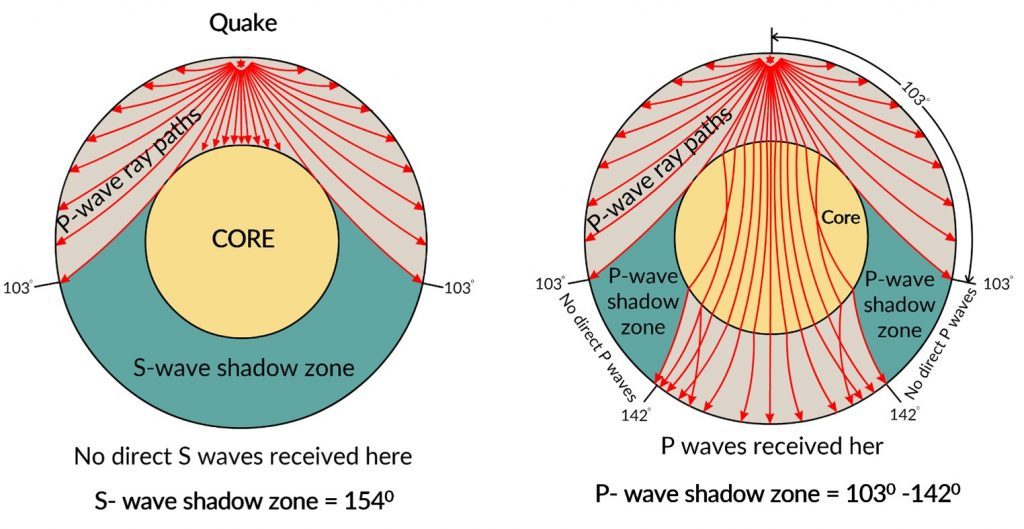 Quake
P-wave ray paths
CORE
103°
103°
S-wave shadow zone
No direct S waves received here
S- wave shadow zone = 154⁰
103°
P-wave ray paths
Core
P-wave
shadow
zone
P-wave
shadow
zone
103°
103°
No direct P waves
No direct P waves
142°
142°
P waves received her
P- wave shadow zone = 103⁰ -142⁰